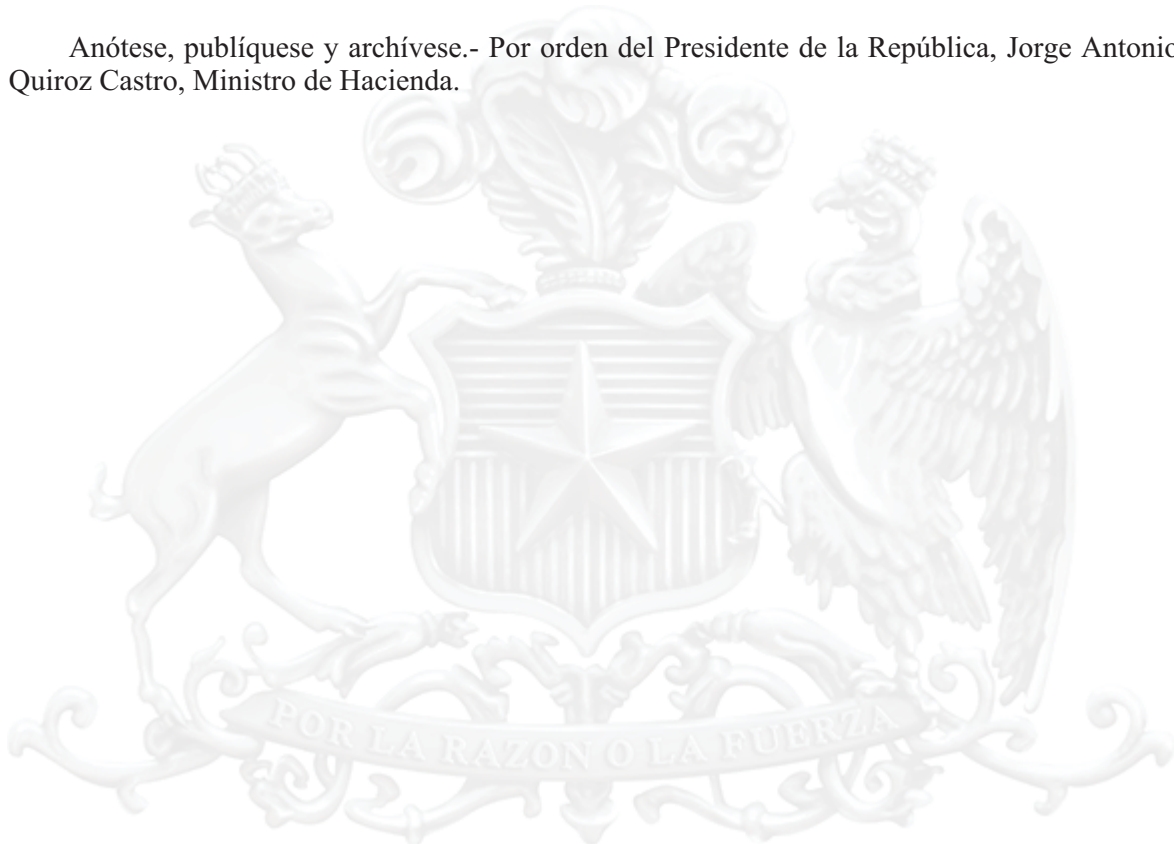 Anótese, publíquese y archívese.- Por orden del Presidente de la República, Jorge Antonio
Quiroz Castro, Ministro de Hacienda.
POR LA RAZON O LA FUERZA